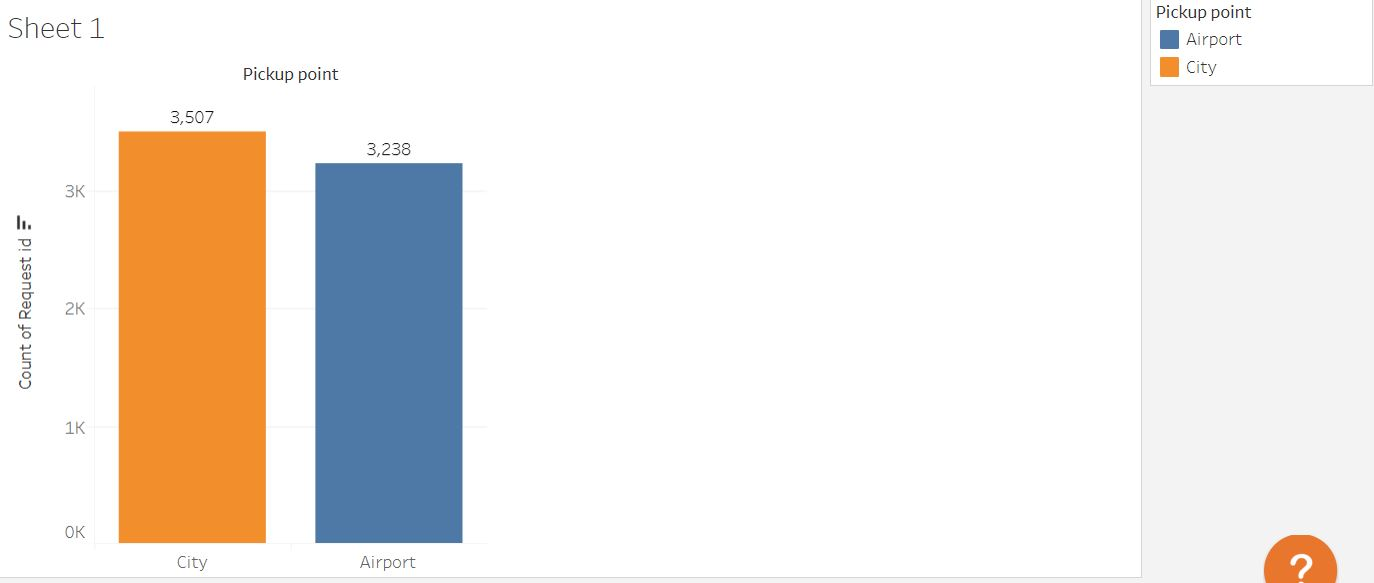 Sheet 1
Pickup point
3,507
3,238
3K
2K
1K
0K
Count of Request id
City
Airport
Pickup point
Airport
City
?